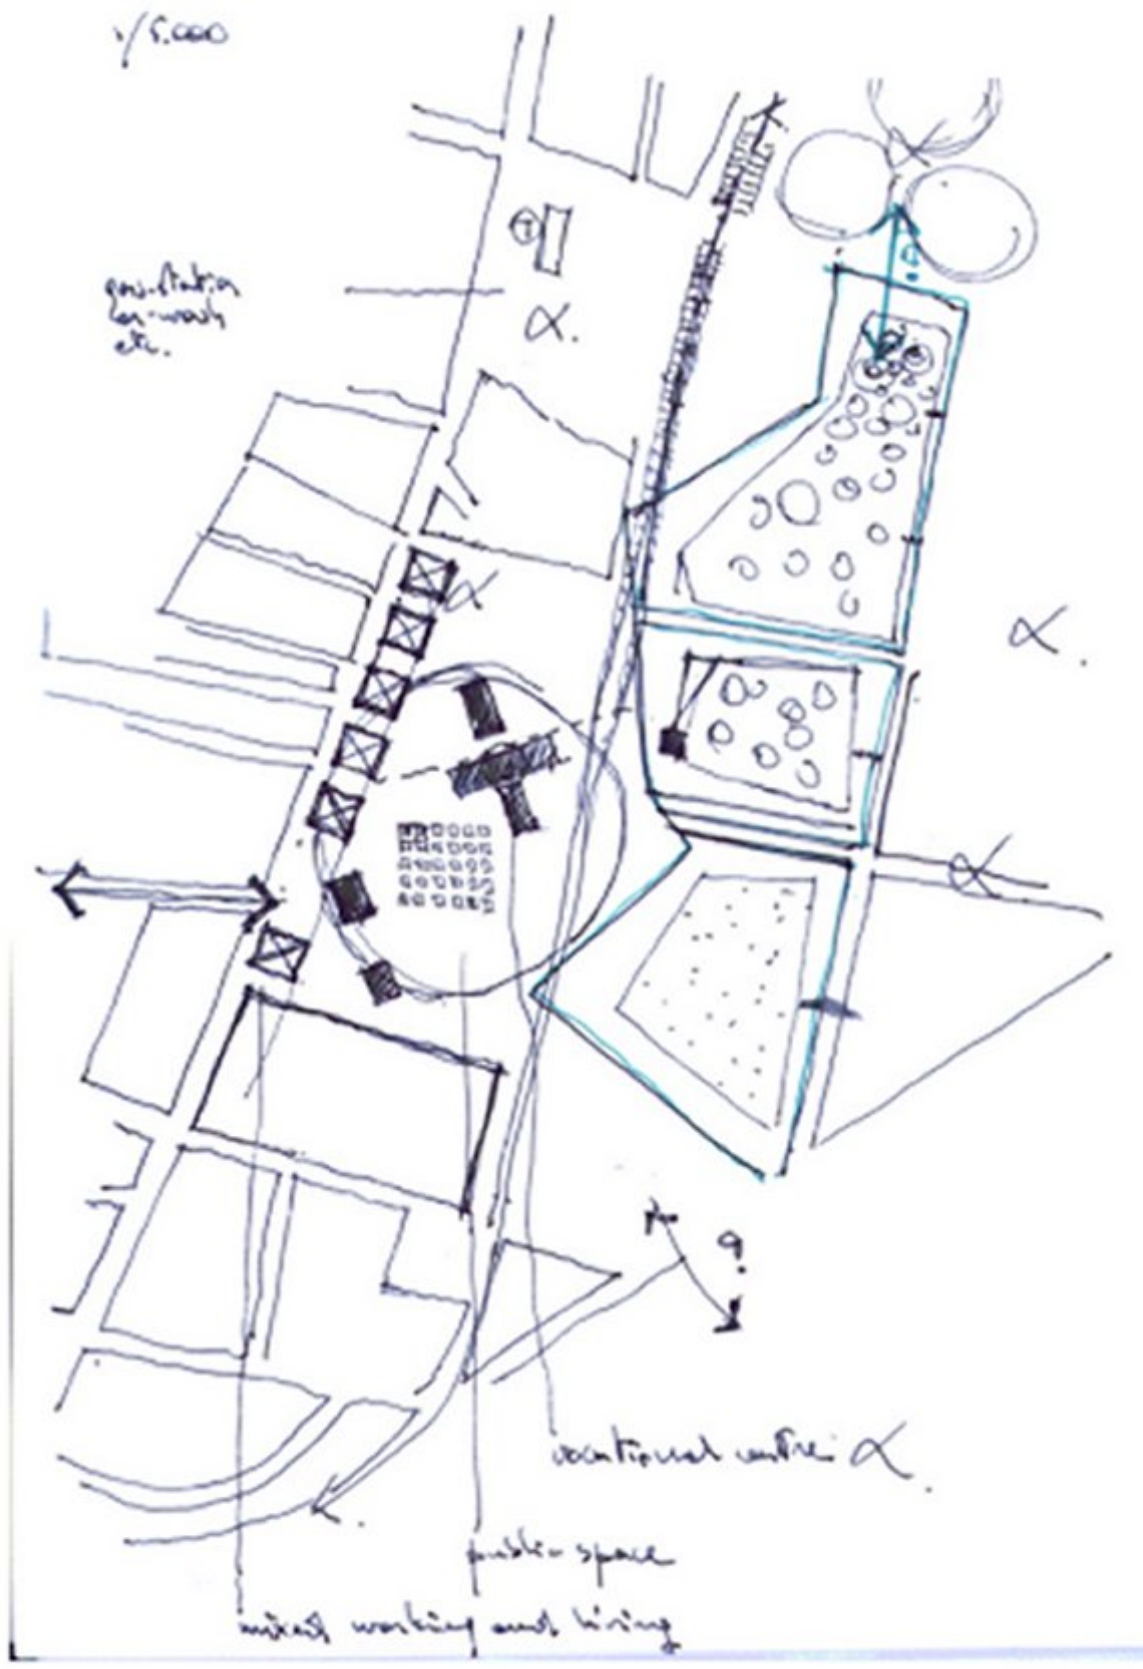 1/5.000
gas-station
car-wash
etc.
α.
?
α
α.
α
?
vocational centre α.
α.
public space
mixed working and living